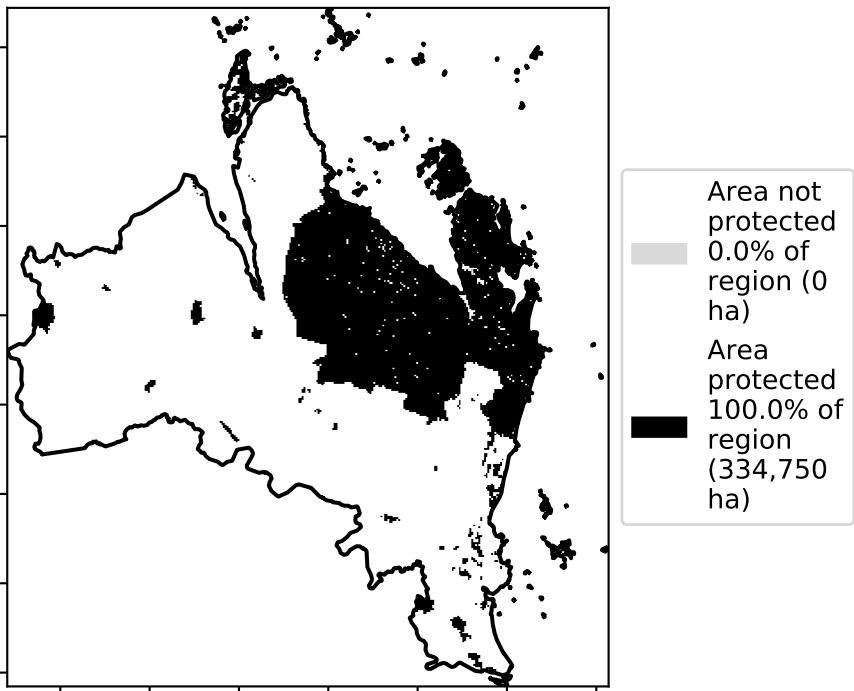 Area not
protected
0.0% of
region (0
ha)
Area
protected
100.0% of
region
(334,750
ha)